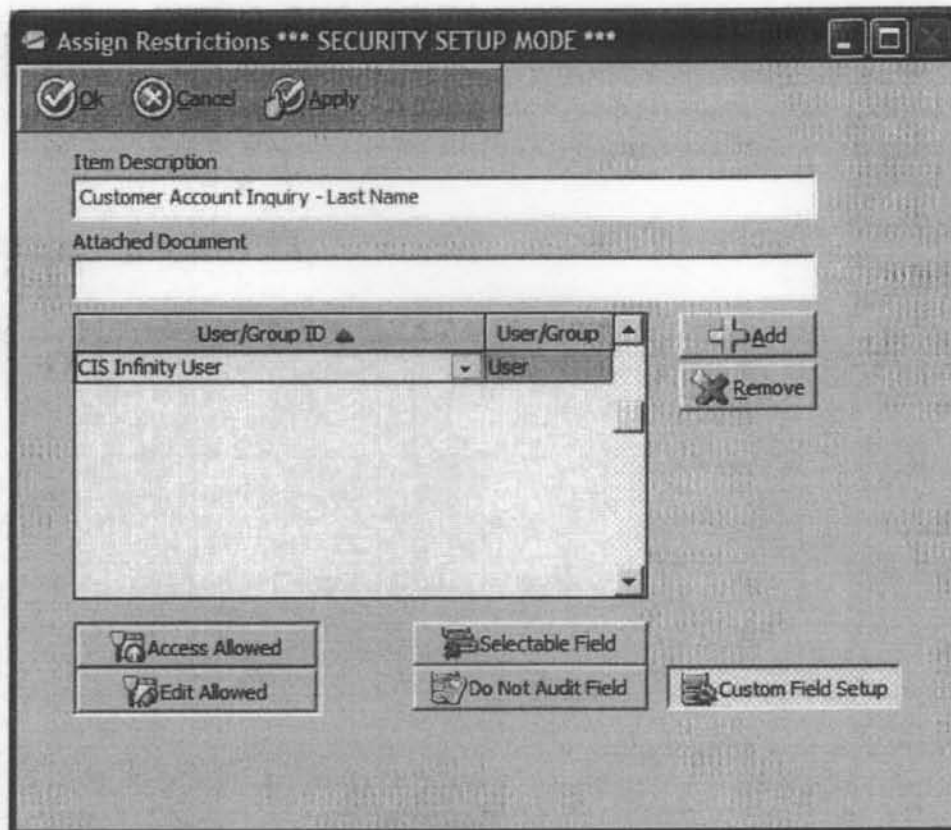 Assign Restrictions *** SECURITY SETUP MODE ***
Ok Cancel Apply
Item Description
Customer Account Inquiry - Last Name
Attached Document
User/Group ID User/Group
CIS Infinity User User
Add
Remove
Access Allowed Selectable Field
Edit Allowed Do Not Audit Field Custom Field Setup